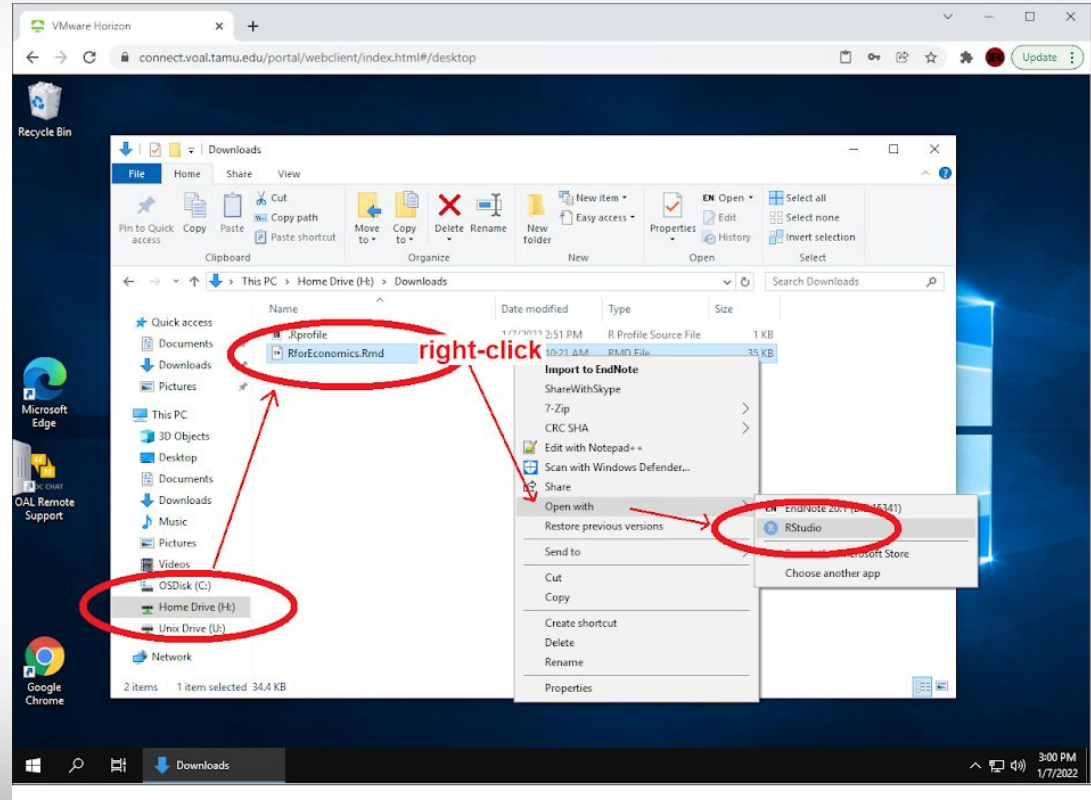 VMware Horizon
connect.voal.tamu.edu/portal/webclient/index.html#/desktop
Update
Recycle Bin
Downloads
File Home Share View
Pin to Quick access
Copy
Paste
Cut
Copy path
Paste shortcut
Clipboard
Move to
Copy to
Delete
Rename
Organize
New folder
New item
Easy access
New
Properties
EN Open
Edit
History
Open
Select all
Select none
Invert selection
Select
This PC > Home Drive (H:) > Downloads
Search Downloads
Name Date modified Type Size
.Rprofile 1/7/2022 2:51 PM R Profile Source File 1 KB
RforEconomics.Rmd 10:21 AM RMD File 35 KB
right-click
Quick access
Documents
Downloads
Pictures
This PC
3D Objects
Desktop
Documents
Downloads
Music
Pictures
Videos
OSDisk (C:)
Home Drive (H:)
Unix Drive (U:)
Network
2 items 1 item selected 34.4 KB
Import to EndNote
ShareWithSkype
7-Zip
CRC SHA
Edit with Notepad++
Scan with Windows Defender...
Share
Open with
Restore previous versions
Send to
Cut
Copy
Create shortcut
Delete
Rename
Properties
EN EndNote 20.1
RStudio
Microsoft Store
Choose another app
Microsoft Edge
OAL Remote Support
Google Chrome
Downloads
3:00 PM
1/7/2022